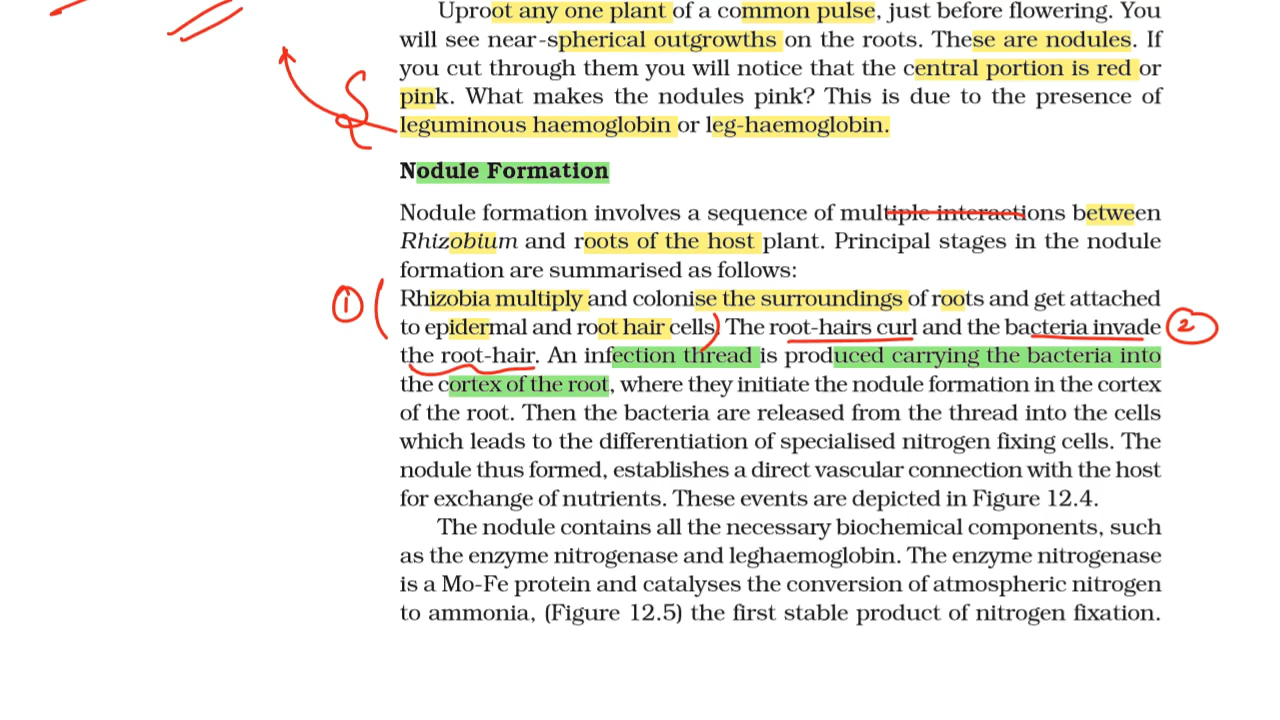 Uproot any one plant of a common pulse, just before flowering. You
will see near-spherical outgrowths on the roots. These are nodules. If
you cut through them you will notice that the central portion is red or
pink. What makes the nodules pink? This is due to the presence of
leguminous haemoglobin or leg-haemoglobin.
Nodule Formation
Nodule formation involves a sequence of multiple interactions between
Rhizobium and roots of the host plant. Principal stages in the nodule
formation are summarised as follows:
1 Rhizobia multiply and colonise the surroundings of roots and get attached
to epidermal and root hair cells. The root-hairs curl and the bacteria invade 2
the root-hair. An infection thread is produced carrying the bacteria into
the cortex of the root, where they initiate the nodule formation in the cortex
of the root. Then the bacteria are released from the thread into the cells
which leads to the differentiation of specialised nitrogen fixing cells. The
nodule thus formed, establishes a direct vascular connection with the host
for exchange of nutrients. These events are depicted in Figure 12.4.
The nodule contains all the necessary biochemical components, such
as the enzyme nitrogenase and leghaemoglobin. The enzyme nitrogenase
is a Mo-Fe protein and catalyses the conversion of atmospheric nitrogen
to ammonia, (Figure 12.5) the first stable product of nitrogen fixation.